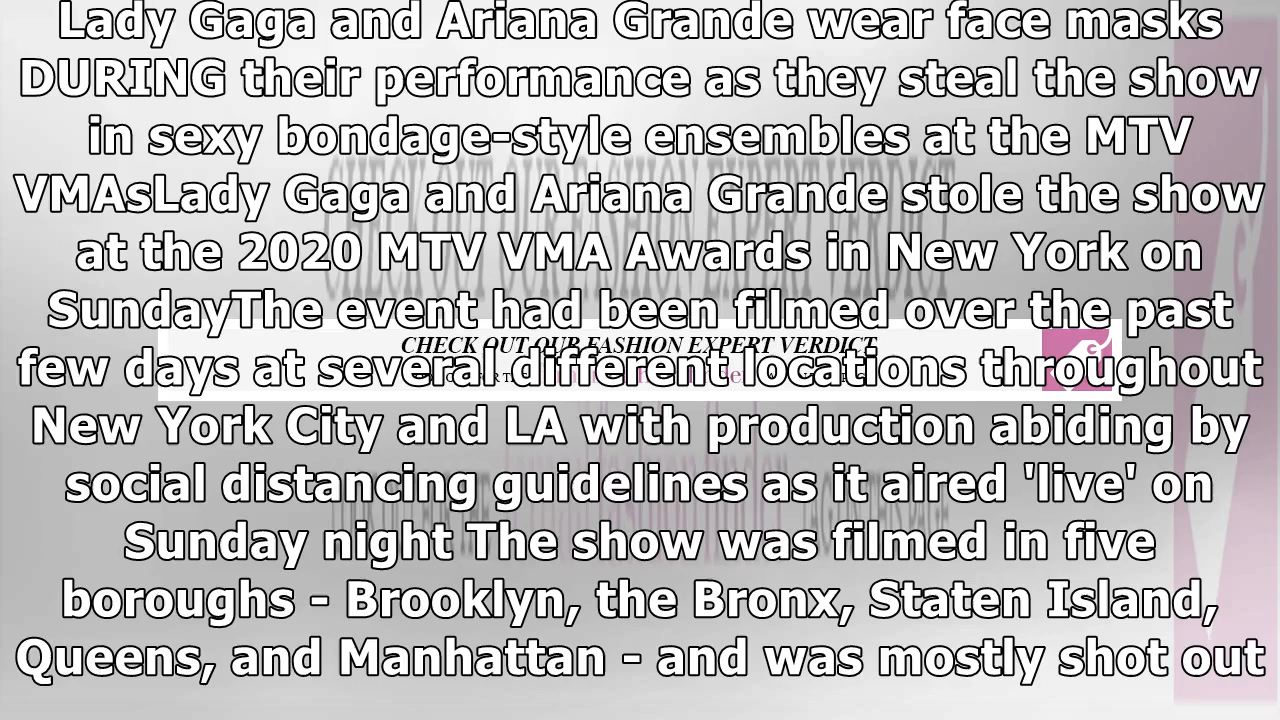 Lady Gaga and Ariana Grande wear face masks
DURING their performance as they steal the show
in sexy bondage-style ensembles at the MTV
VMAsLady Gaga and Ariana Grande stole the show
at the 2020 MTV VMA Awards in New York on
SundayThe event had been filmed over the past
CHECK OUT OUR FASHION EXPERT VERDICT
few days at several different locations throughout
New York City and LA with production abiding by
social distancing guidelines as it aired 'live' on
Sunday night The show was filmed in five
boroughs - Brooklyn, the Bronx, Staten Island,
Queens, and Manhattan - and was mostly shot out